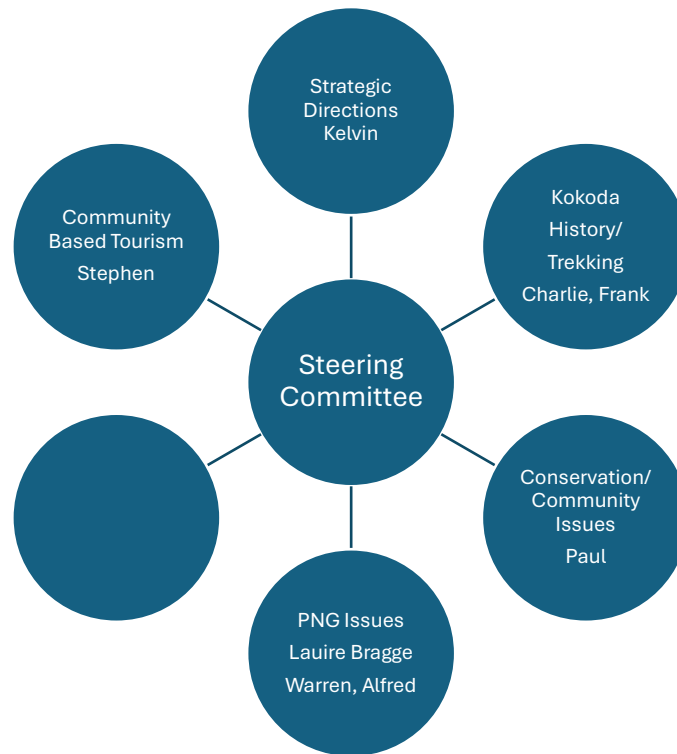 Strategic
Directions
Kelvin
Community
Based Tourism
Stephen
Kokoda
History/
Trekking
Charlie, Frank
Steering
Committee
Conservation/
Community
Issues
Paul
PNG Issues
Lauire Bragge
Warren, Alfred